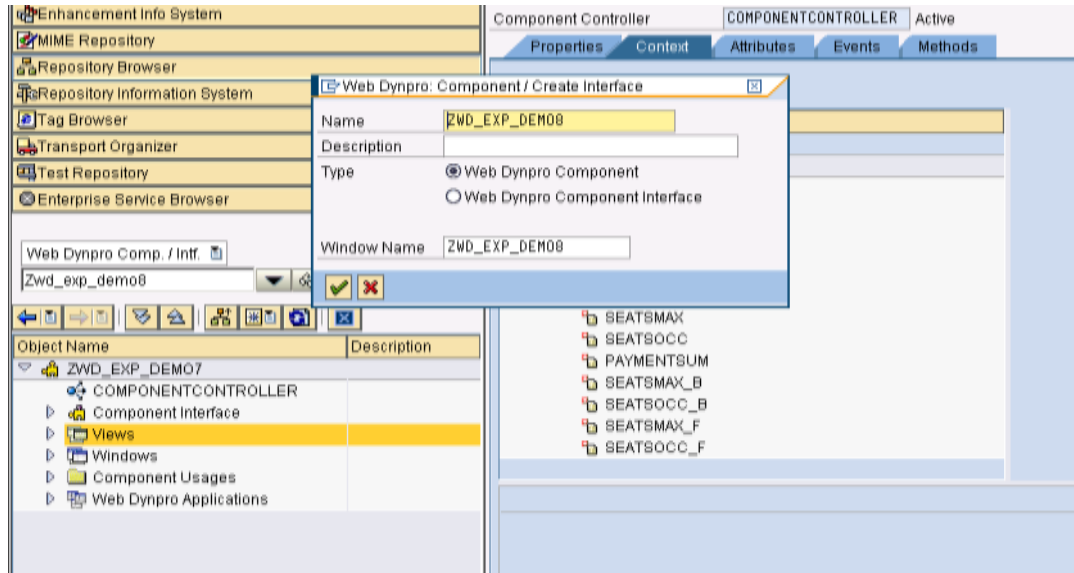 Enhancement Info System
MIME Repository
Repository Browser
Repository Information System
Tag Browser
Transport Organizer
Test Repository
Enterprise Service Browser
Web Dynpro Comp. / Intf.
Zwd_exp_demo8
Object Name Description
ZWD_EXP_DEMO7
COMPONENTCONTROLLER
Component Interface
Views
Windows
Component Usages
Web Dynpro Applications
Component Controller COMPONENTCONTROLLER Active
Properties Context Attributes Events Methods
Web Dynpro: Component / Create Interface
Name ZWD_EXP_DEMO8
Description
Type Web Dynpro Component
Web Dynpro Component Interface
Window Name ZWD_EXP_DEMO8
SEATSMAX
SEATSOCC
PAYMENTSUM
SEATSMAX_B
SEATSOCC_B
SEATSMAX_F
SEATSOCC_F